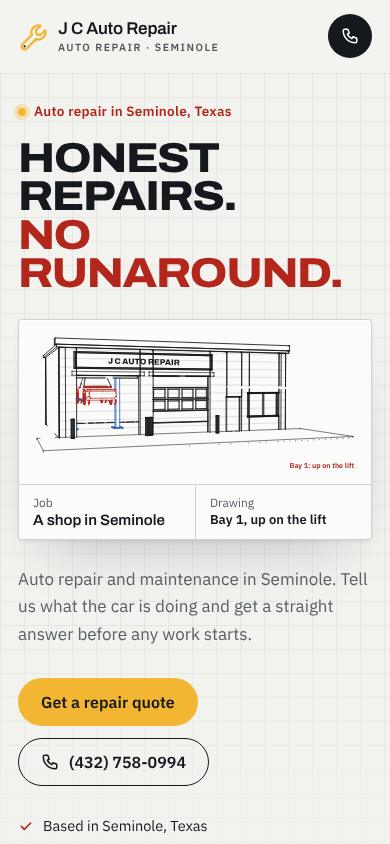 J C Auto Repair
AUTO REPAIR · SEMINOLE
Auto repair in Seminole, Texas
HONEST
REPAIRS.
NO
RUNAROUND.
J C AUTO REPAIR
Bay 1: up on the lift
Job
A shop in Seminole
Drawing
Bay 1, up on the lift
Auto repair and maintenance in Seminole. Tell
us what the car is doing and get a straight
answer before any work starts.
Get a repair quote
(432) 758-0994
Based in Seminole, Texas